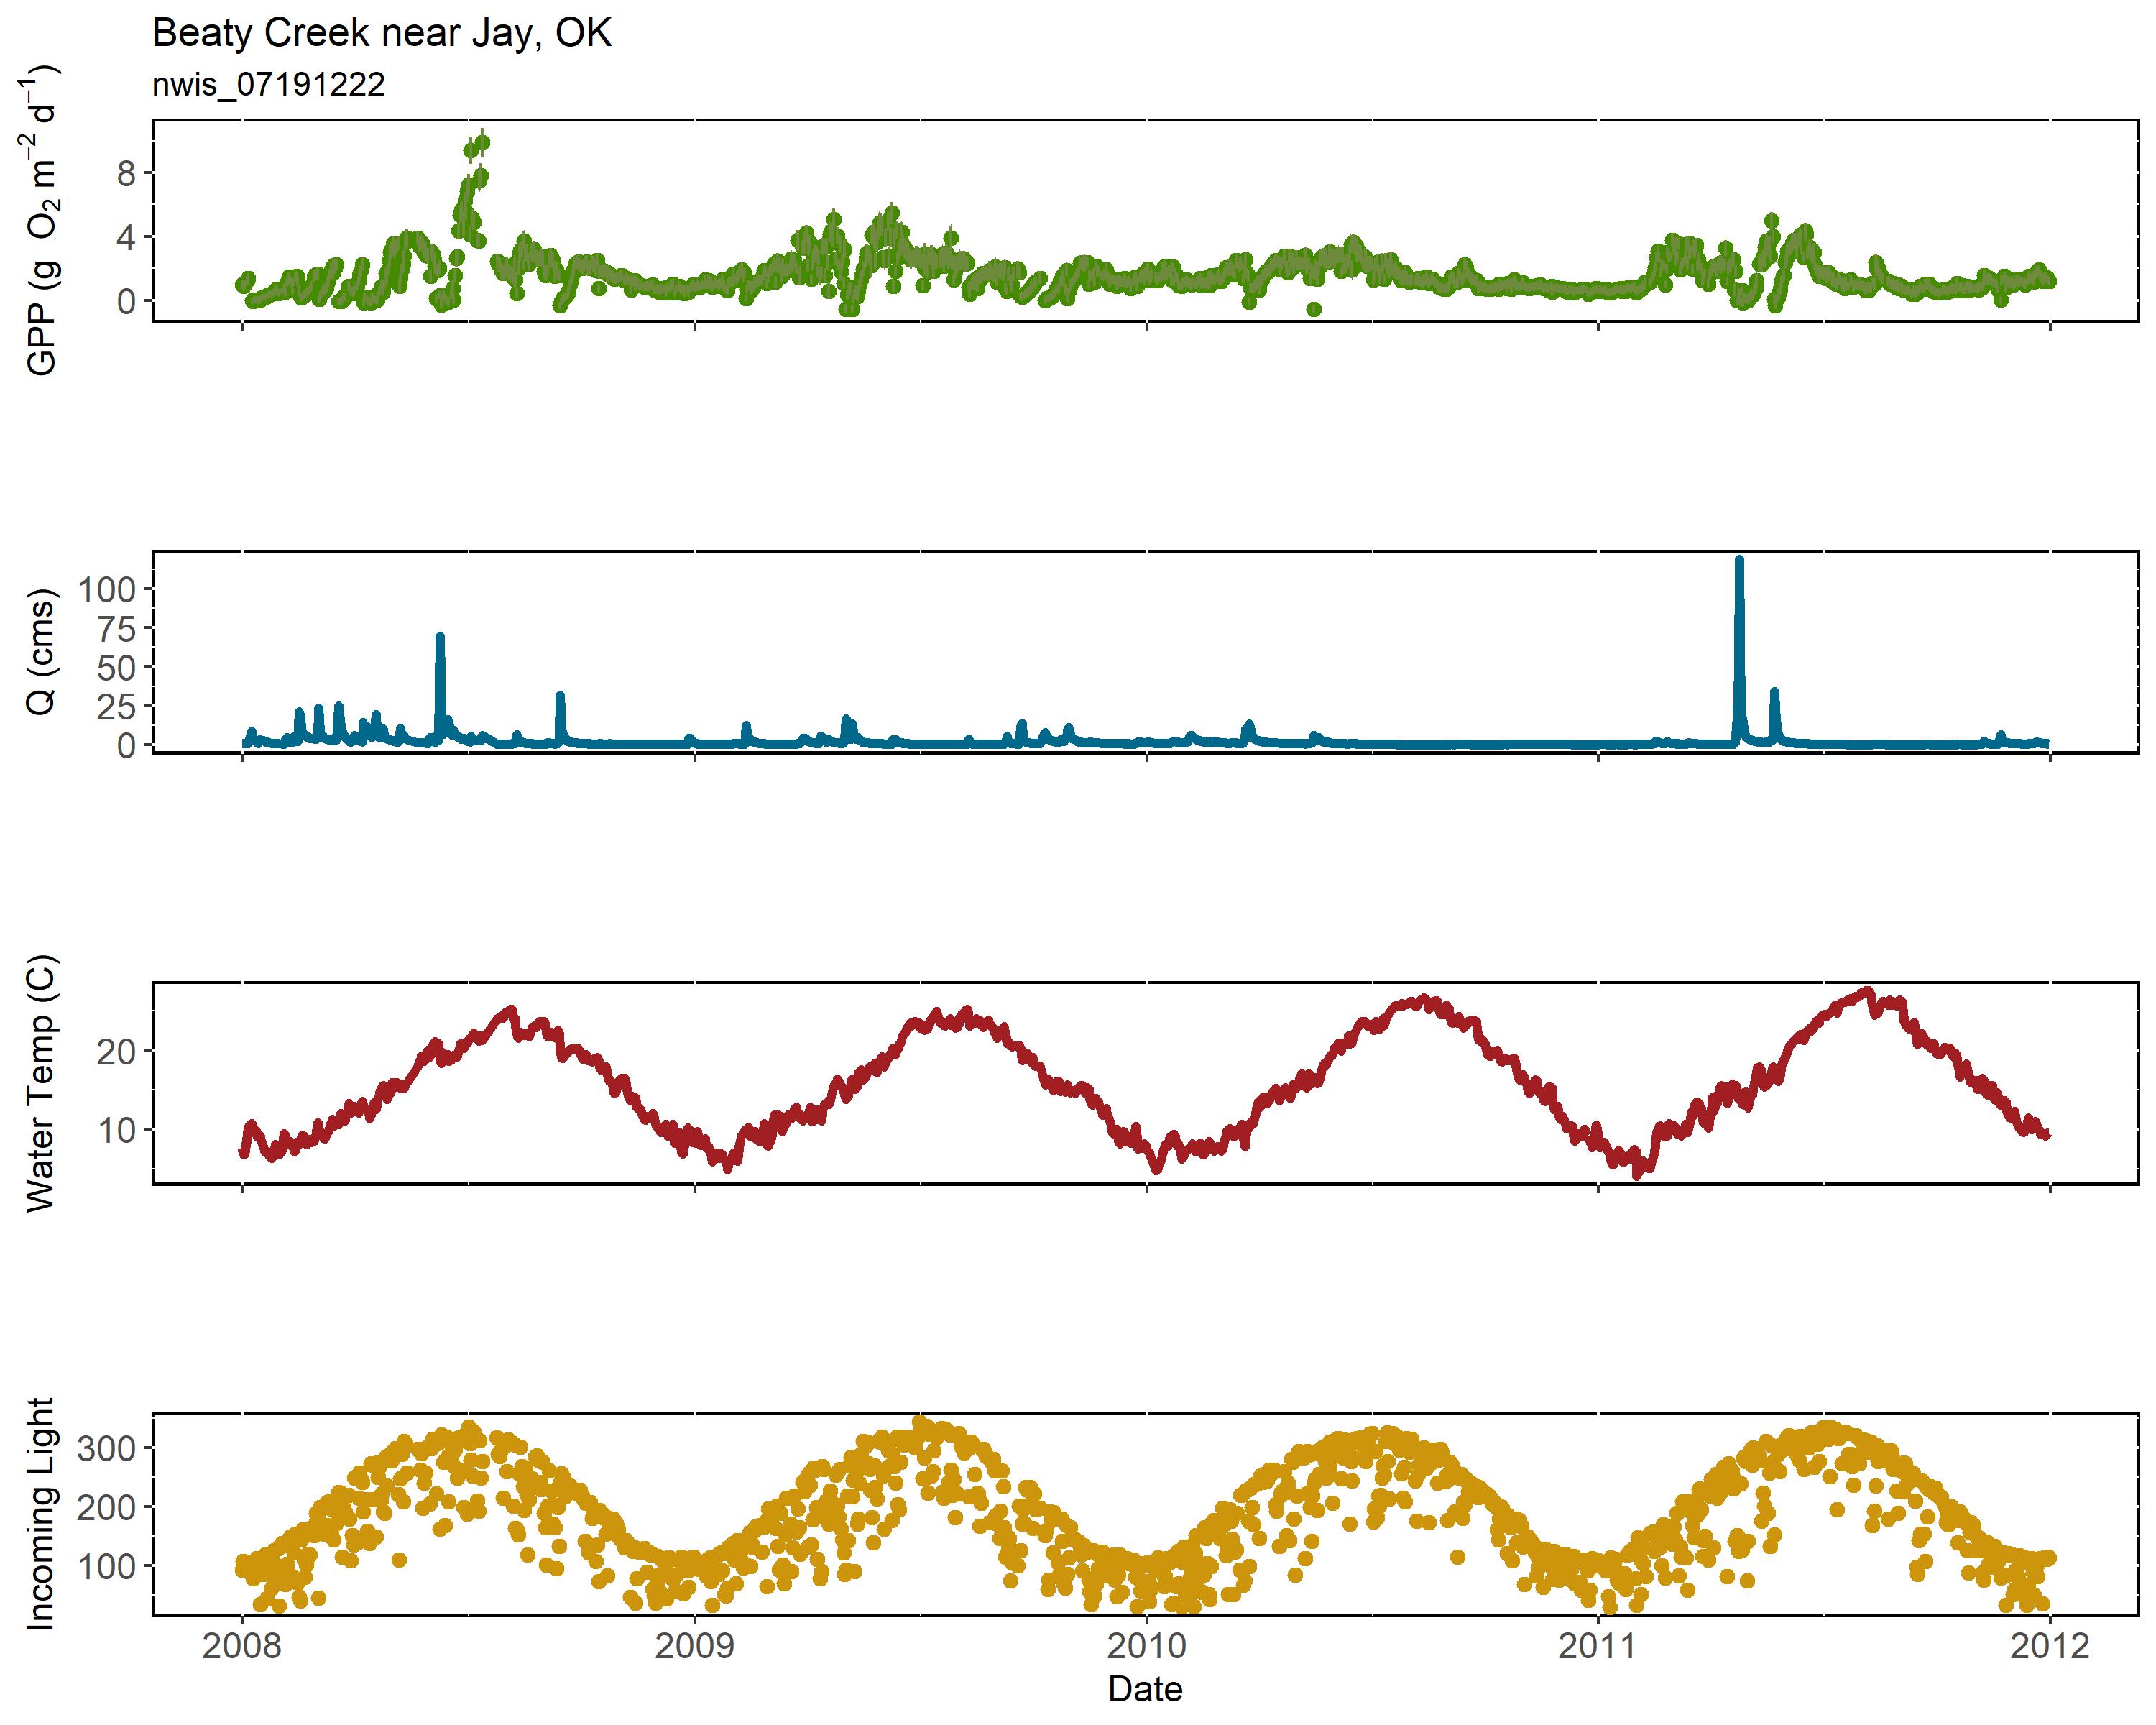 Beaty Creek near Jay, OK
nwis_07191222
GPP (g O₂ m⁻² d⁻¹)
8
4
0
Q (cms)
100
75
50
25
0
Water Temp (C)
20
10
Incoming Light
300
200
100
2008 2009 2010 2011 2012
Date